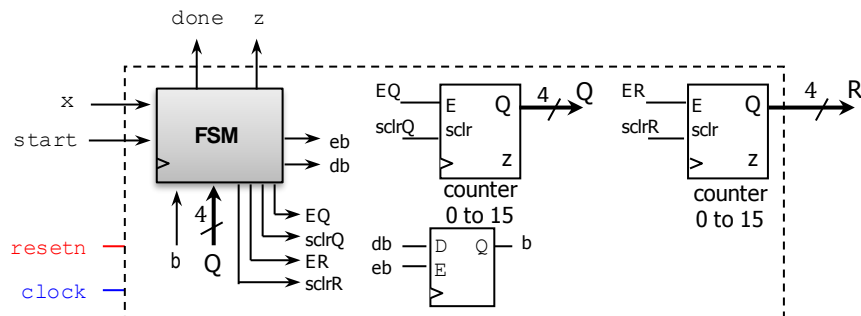 done z
x
start
FSM
eb
db
4
b
Q
EQ
sclrQ
ER
sclrR
resetn
clock
EQ
sclrQ
E
sclr
Q
z
4
Q
counter
0 to 15
db
eb
D
E
Q
b
ER
sclrR
E
sclr
Q
z
4
R
counter
0 to 15